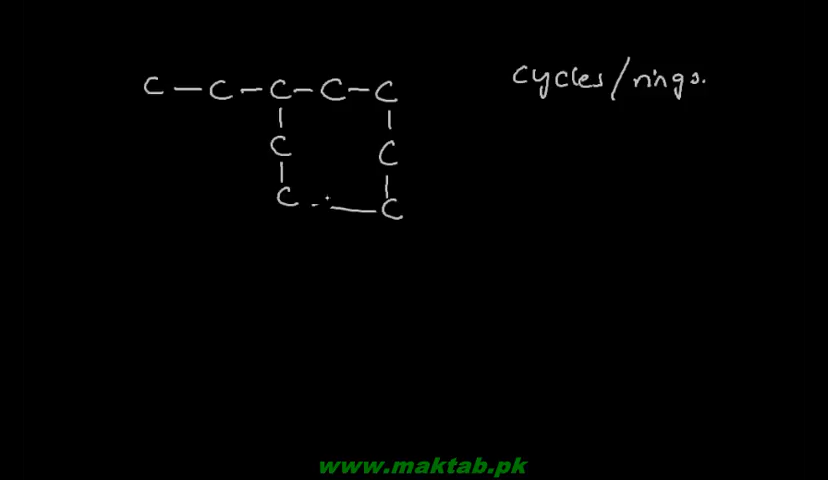 C — C — C — C — C
cycles/rings.
C C
C — C
www.maktab.pk